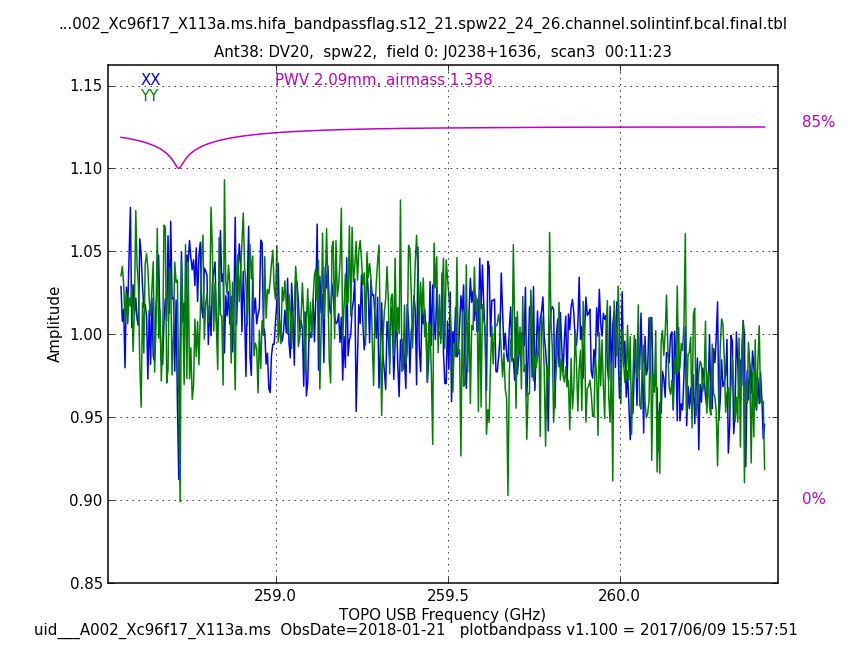 ...002_Xc96f17_X113a.ms.hifa_bandpassflag.s12_21.spw22_24_26.channel.solintinf.bcal.final.tbl
Ant38: DV20,  spw22,  field 0: J0238+1636,  scan3  00:11:23
XX
YY
PWV 2.09mm, airmass 1.358
85%
0%
1.15
1.10
1.05
1.00
0.95
0.90
0.85
Amplitude
259.0
259.5
260.0
TOPO USB Frequency (GHz)
uid___A002_Xc96f17_X113a.ms  ObsDate=2018-01-21   plotbandpass v1.100 = 2017/06/09 15:57:51